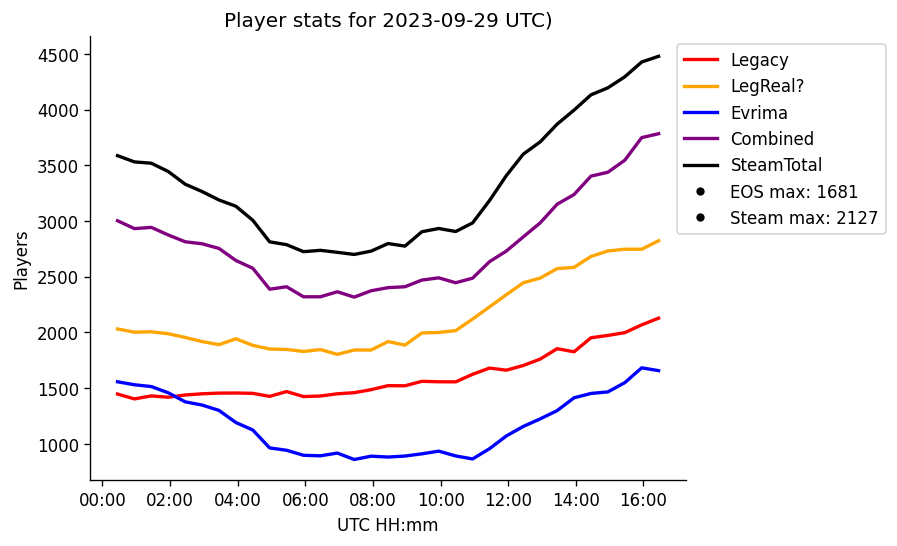 Player stats for 2023-09-29 UTC)
4500
4000
3500
3000
2500
2000
1500
1000
Players
00:00 02:00 04:00 06:00 08:00 10:00 12:00 14:00 16:00
UTC HH:mm
Legacy
LegReal?
Evrima
Combined
SteamTotal
EOS max: 1681
Steam max: 2127